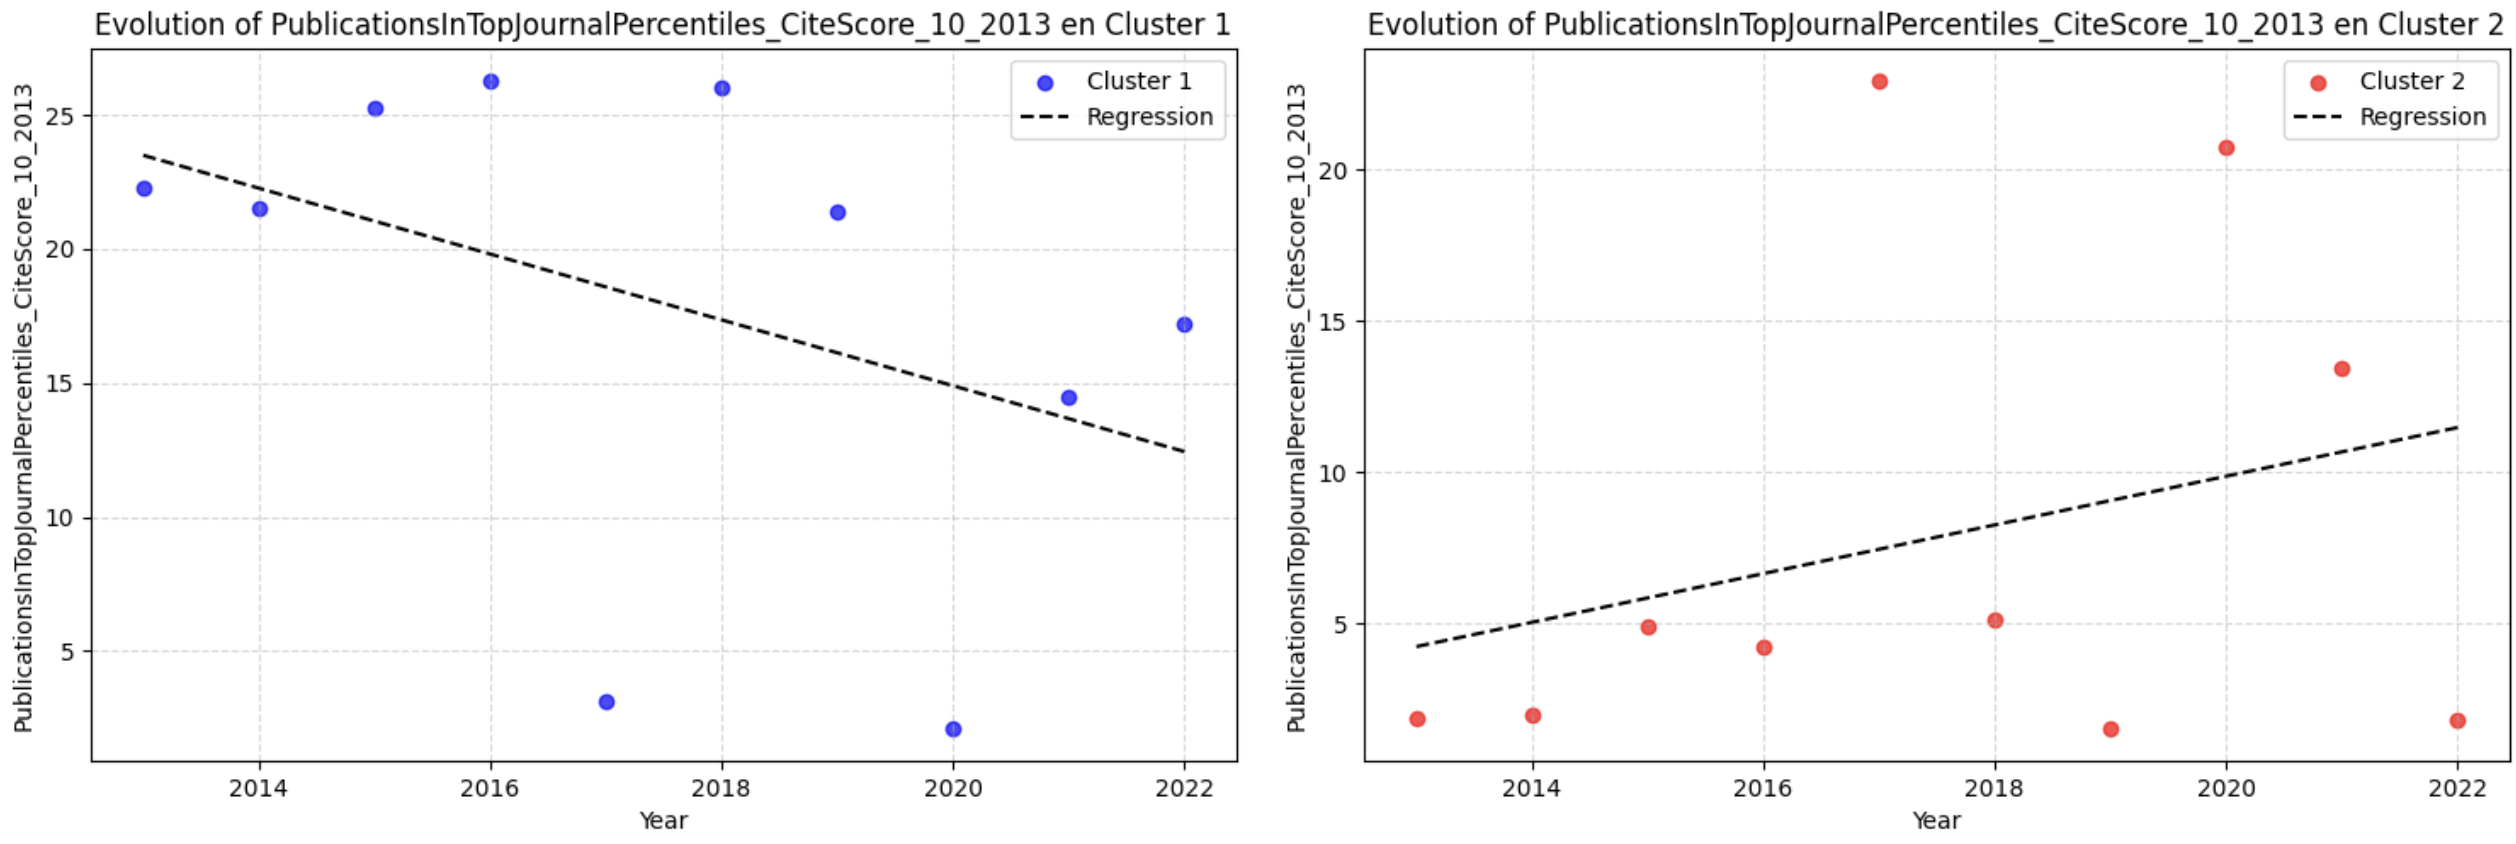 Evolution of PublicationsInTopJournalPercentiles_CiteScore_10_2013 en Cluster 1
PublicationsInTopJournalPercentiles_CiteScore_10_2013
25
20
15
10
5
Cluster 1
Regression
2014 2016 2018 2020 2022
Year
Evolution of PublicationsInTopJournalPercentiles_CiteScore_10_2013 en Cluster 2
PublicationsInTopJournalPercentiles_CiteScore_10_2013
20
15
10
5
Cluster 2
Regression
2014 2016 2018 2020 2022
Year